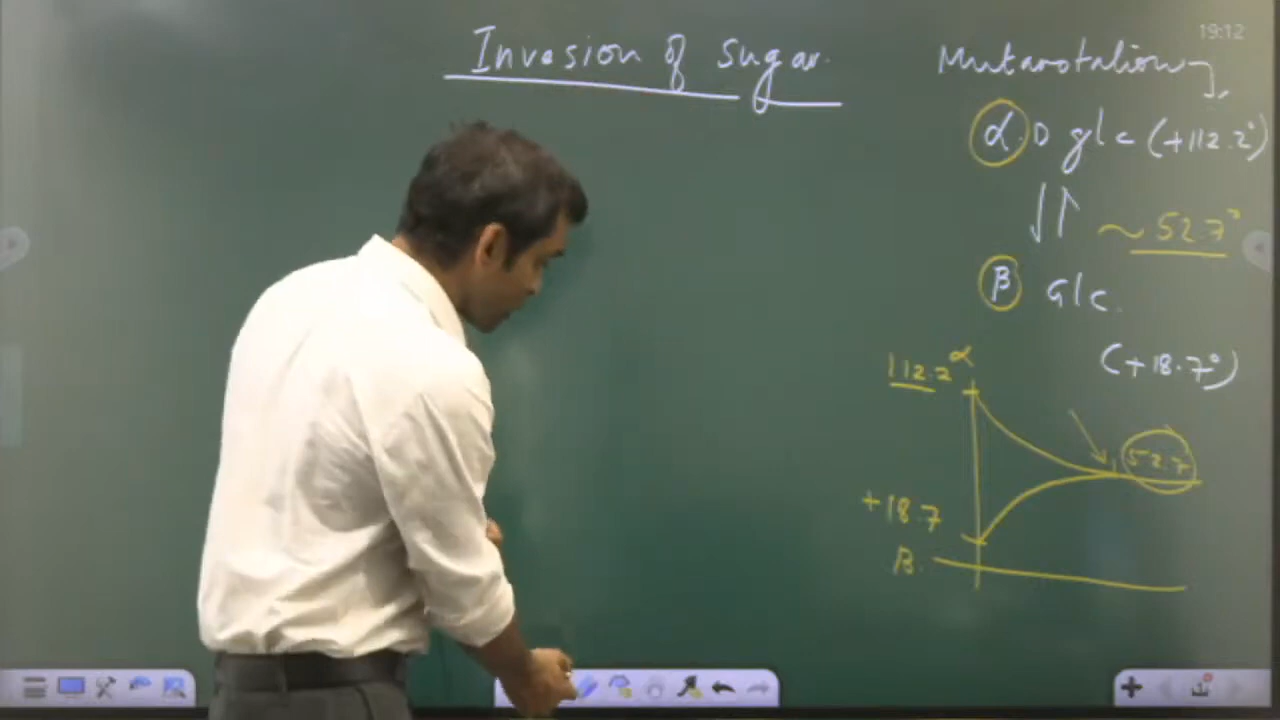 19:12
Invesion of Sugar.
Mutarotation
α.D glc (+112.2°)
~ 52.7°
β Glc.
(+18.7°)
112.2 α
52.7
+18.7
β.